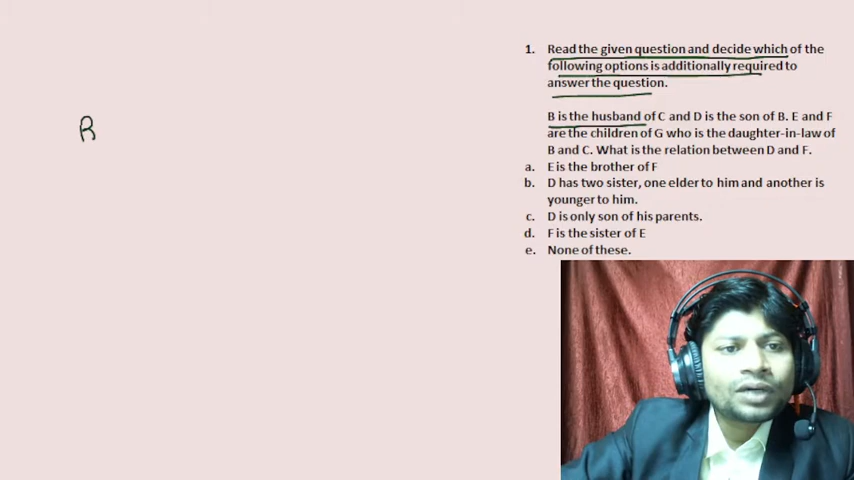 1. Read the given question and decide which of the
following options is additionally required to
answer the question.
B is the husband of C and D is the son of B. E and F
are the children of G who is the daughter-in-law of
B and C. What is the relation between D and F.
a. E is the brother of F
b. D has two sister, one elder to him and another is
younger to him.
c. D is only son of his parents.
d. F is the sister of E
e. None of these.
B